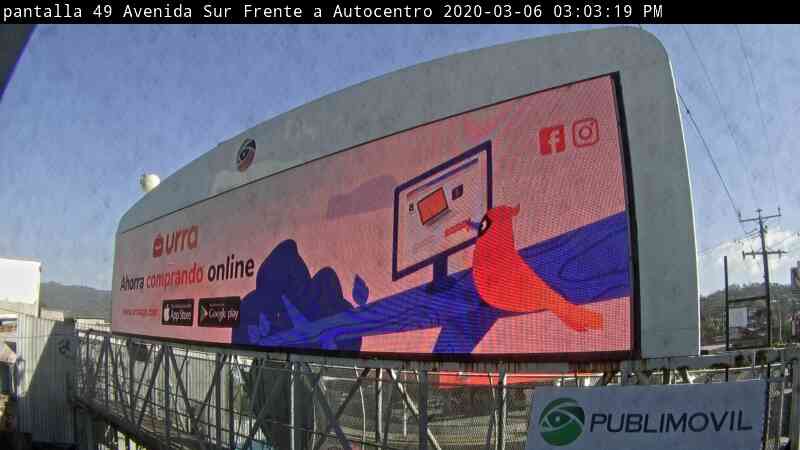 pantalla 49 Avenida Sur Frente a Autocentro 2020-03-06 03:03:19 PM
urra
Ahorra comprando online
App Store
Google play
PUBLIMOVIL